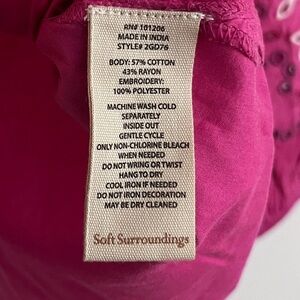 RN# 101206
MADE IN INDIA
STYLE# 2GD76
BODY: 57% COTTON
43% RAYON
EMBROIDERY:
100% POLYESTER
MACHINE WASH COLD
SEPARATELY
INSIDE OUT
GENTLE CYCLE
ONLY NON-CHLORINE BLEACH
WHEN NEEDED
DO NOT WRING OR TWIST
HANG TO DRY
COOL IRON IF NEEDED
DO NOT IRON DECORATION
MAY BE DRY CLEANED
Soft Surroundings